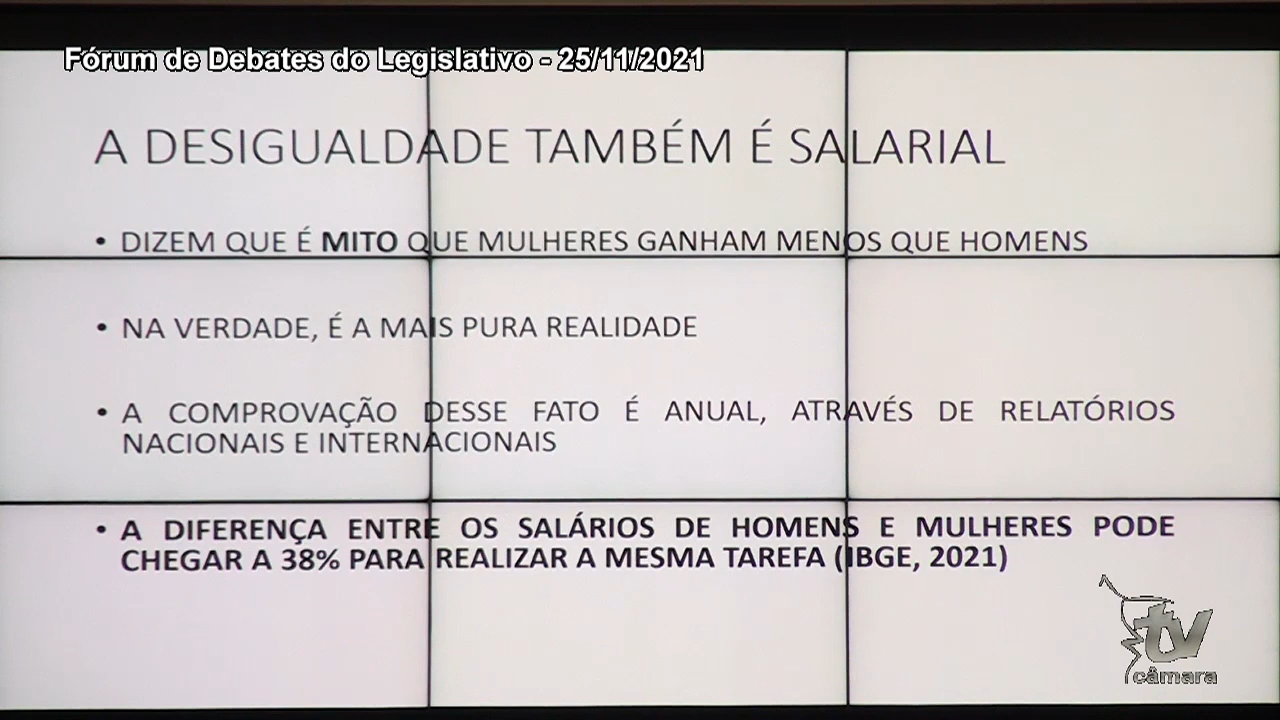 Fórum de Debates do Legislativo - 25/11/2021
A DESIGUALDADE TAMBÉM É SALARIAL
• DIZEM QUE É MITO QUE MULHERES GANHAM MENOS QUE HOMENS
• NA VERDADE, É A MAIS PURA REALIDADE
• A COMPROVAÇÃO DESSE FATO É ANUAL, ATRAVÉS DE RELATÓRIOS
NACIONAIS E INTERNACIONAIS
• A DIFERENÇA ENTRE OS SALÁRIOS DE HOMENS E MULHERES PODE
CHEGAR A 38% PARA REALIZAR A MESMA TAREFA (IBGE, 2021)
tv
câmara